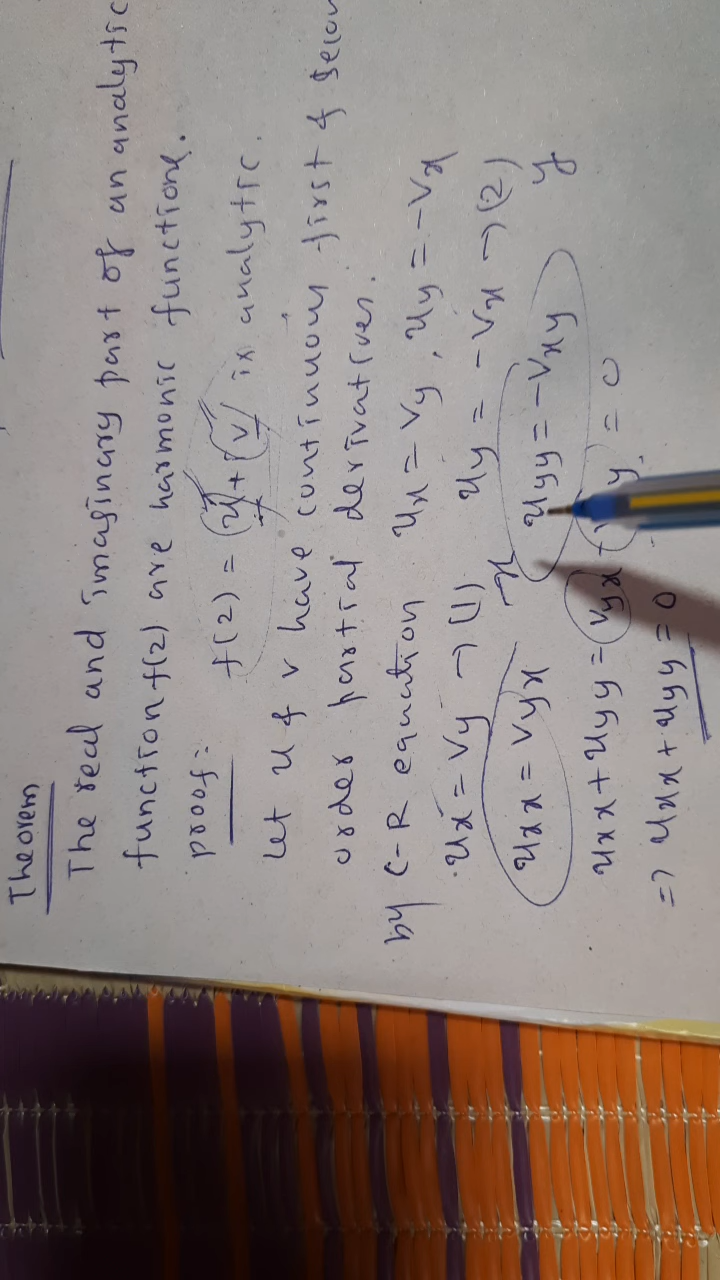 Theorem
The real and imaginary part of an analytic
function f(z) are harmonic functions.
proof: f(z) = (u + iv) is analytic.
Let u & v have continuous first & secon
order partial derivatives.
by C-R equation ux = vy, uy = -vx
ux = vy → (1) uy = -vx → (2)
x y
uxx = vyx uyy = -vxy
uxx + uyy = vyx = 0
=> uxx + uyy = 0